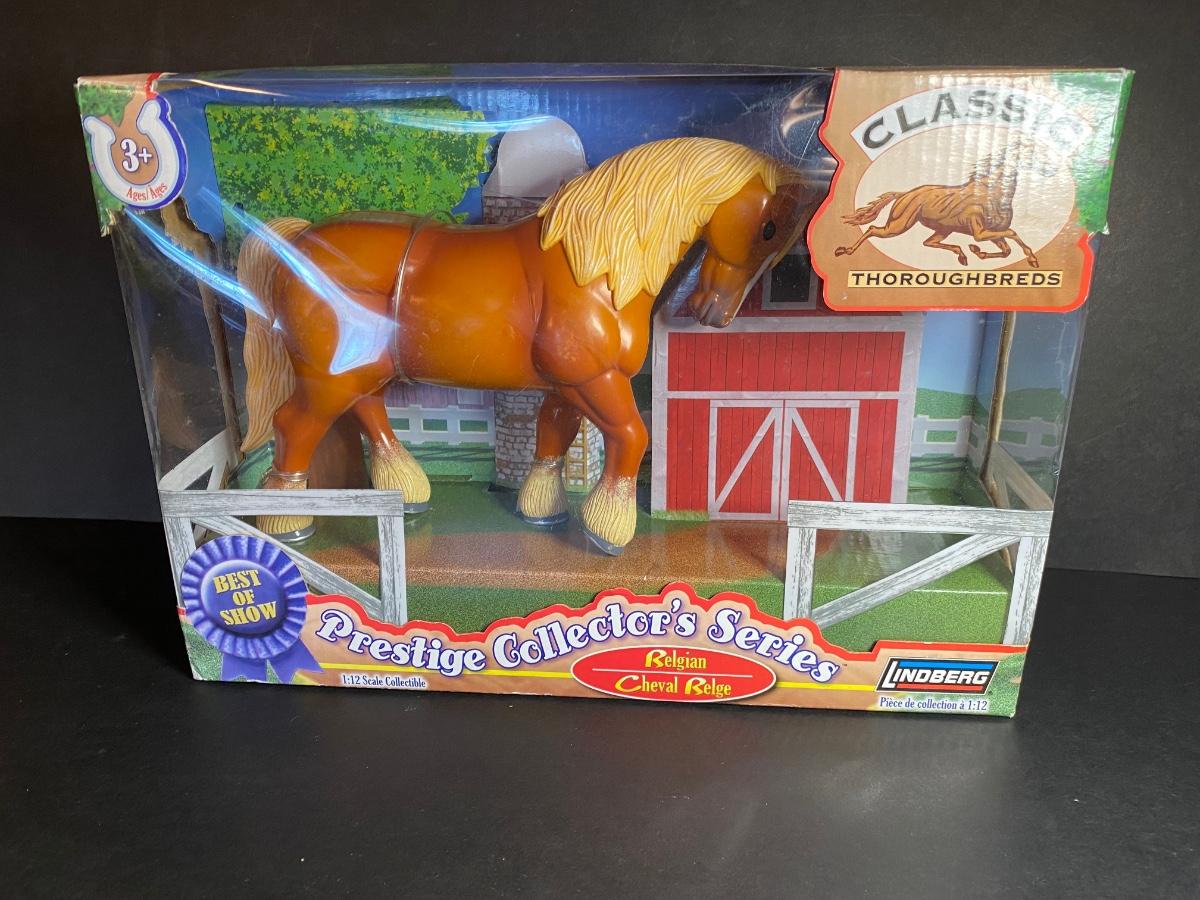 3+
Ages/Ages
CLASSIC
THOROUGHBREDS
BEST
OF
SHOW
Prestige Collector's Series™
Belgian
Cheval Belge
1:12 Scale Collectible
LINDBERG
Pièce de collection à 1:12